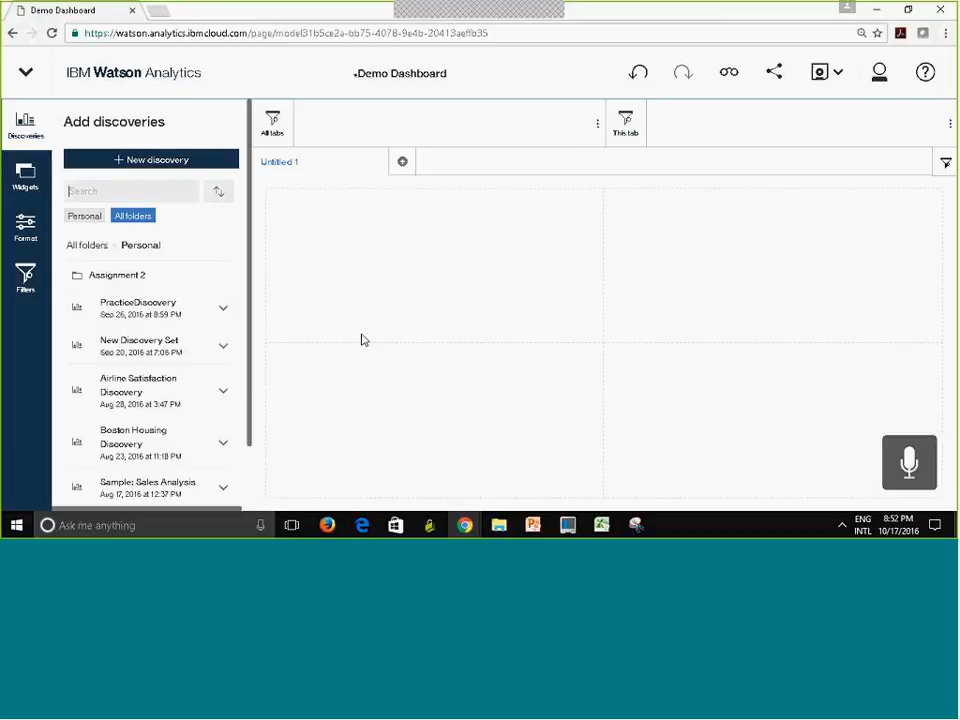 Demo Dashboard
https://watson.analytics.ibmcloud.com/page/model31b5ce2a-bb75-4078-9e4b-20413aeffb35
IBM Watson Analytics
Demo Dashboard
Discoveries
Widgets
Format
Filters
Add discoveries
+ New discovery
Search
Personal
All folders
All folders
Personal
Assignment 2
PracticeDiscovery
Sep 26, 2016 at 8:59 PM
New Discovery Set
Sep 20, 2016 at 7:06 PM
Airline Satisfaction
Discovery
Aug 28, 2016 at 3:47 PM
Boston Housing
Discovery
Aug 23, 2016 at 11:18 PM
Sample: Sales Analysis
Aug 17, 2016 at 12:37 PM
All tabs
This tab
Untitled 1
Ask me anything
ENG
INTL
8:52 PM
10/17/2016